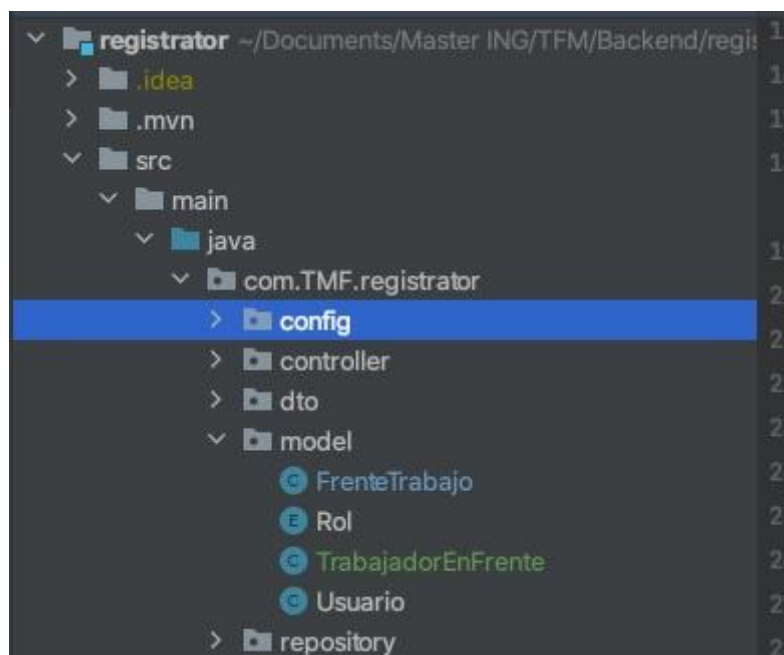 registrator ~/Documents/Master ING/TFM/Backend/regis
.idea
.mvn
src
main
java
com.TMF.registrator
config
controller
dto
model
C FrenteTrabajo
E Rol
C TrabajadorEnFrente
C Usuario
repository